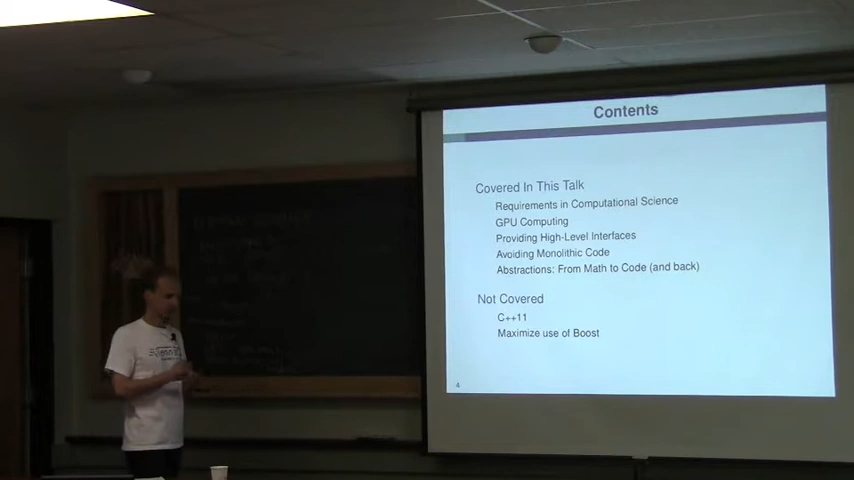 Contents
Covered In This Talk
Requirements in Computational Science
GPU Computing
Providing High-Level Interfaces
Avoiding Monolithic Code
Abstractions: From Math to Code (and back)
Not Covered
C++11
Maximize use of Boost
4